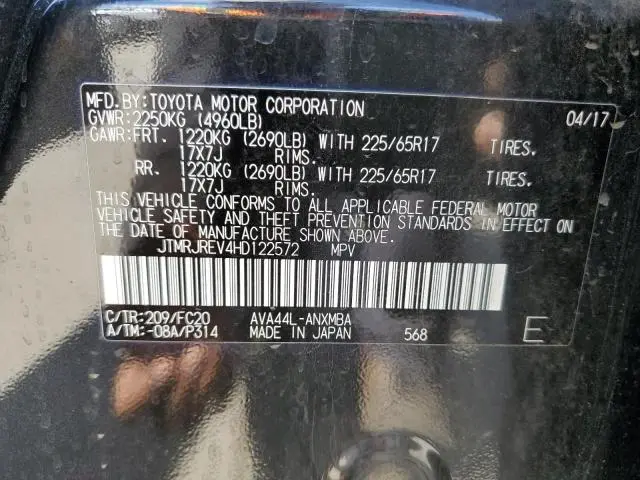 MFD.BY:TOYOTA MOTOR CORPORATION 04/17
GVWR:2250KG (4960LB)
GAWR:FRT. 1220KG (2690LB) WITH 225/65R17 TIRES.
17X7J RIMS.
RR. 1220KG (2690LB) WITH 225/65R17 TIRES.
17X7J RIMS.
THIS VEHICLE CONFORMS TO ALL APPLICABLE FEDERAL MOTOR
VEHICLE SAFETY AND THEFT PREVENTION STANDARDS IN EFFECT ON
THE DATE OF MANUFACTURE SHOWN ABOVE.
JTMRJREV4HD122572 MPV
C/TR:209/FC20 AVA44L-ANXMBA
A/TM:-08A/P314 MADE IN JAPAN 568 E